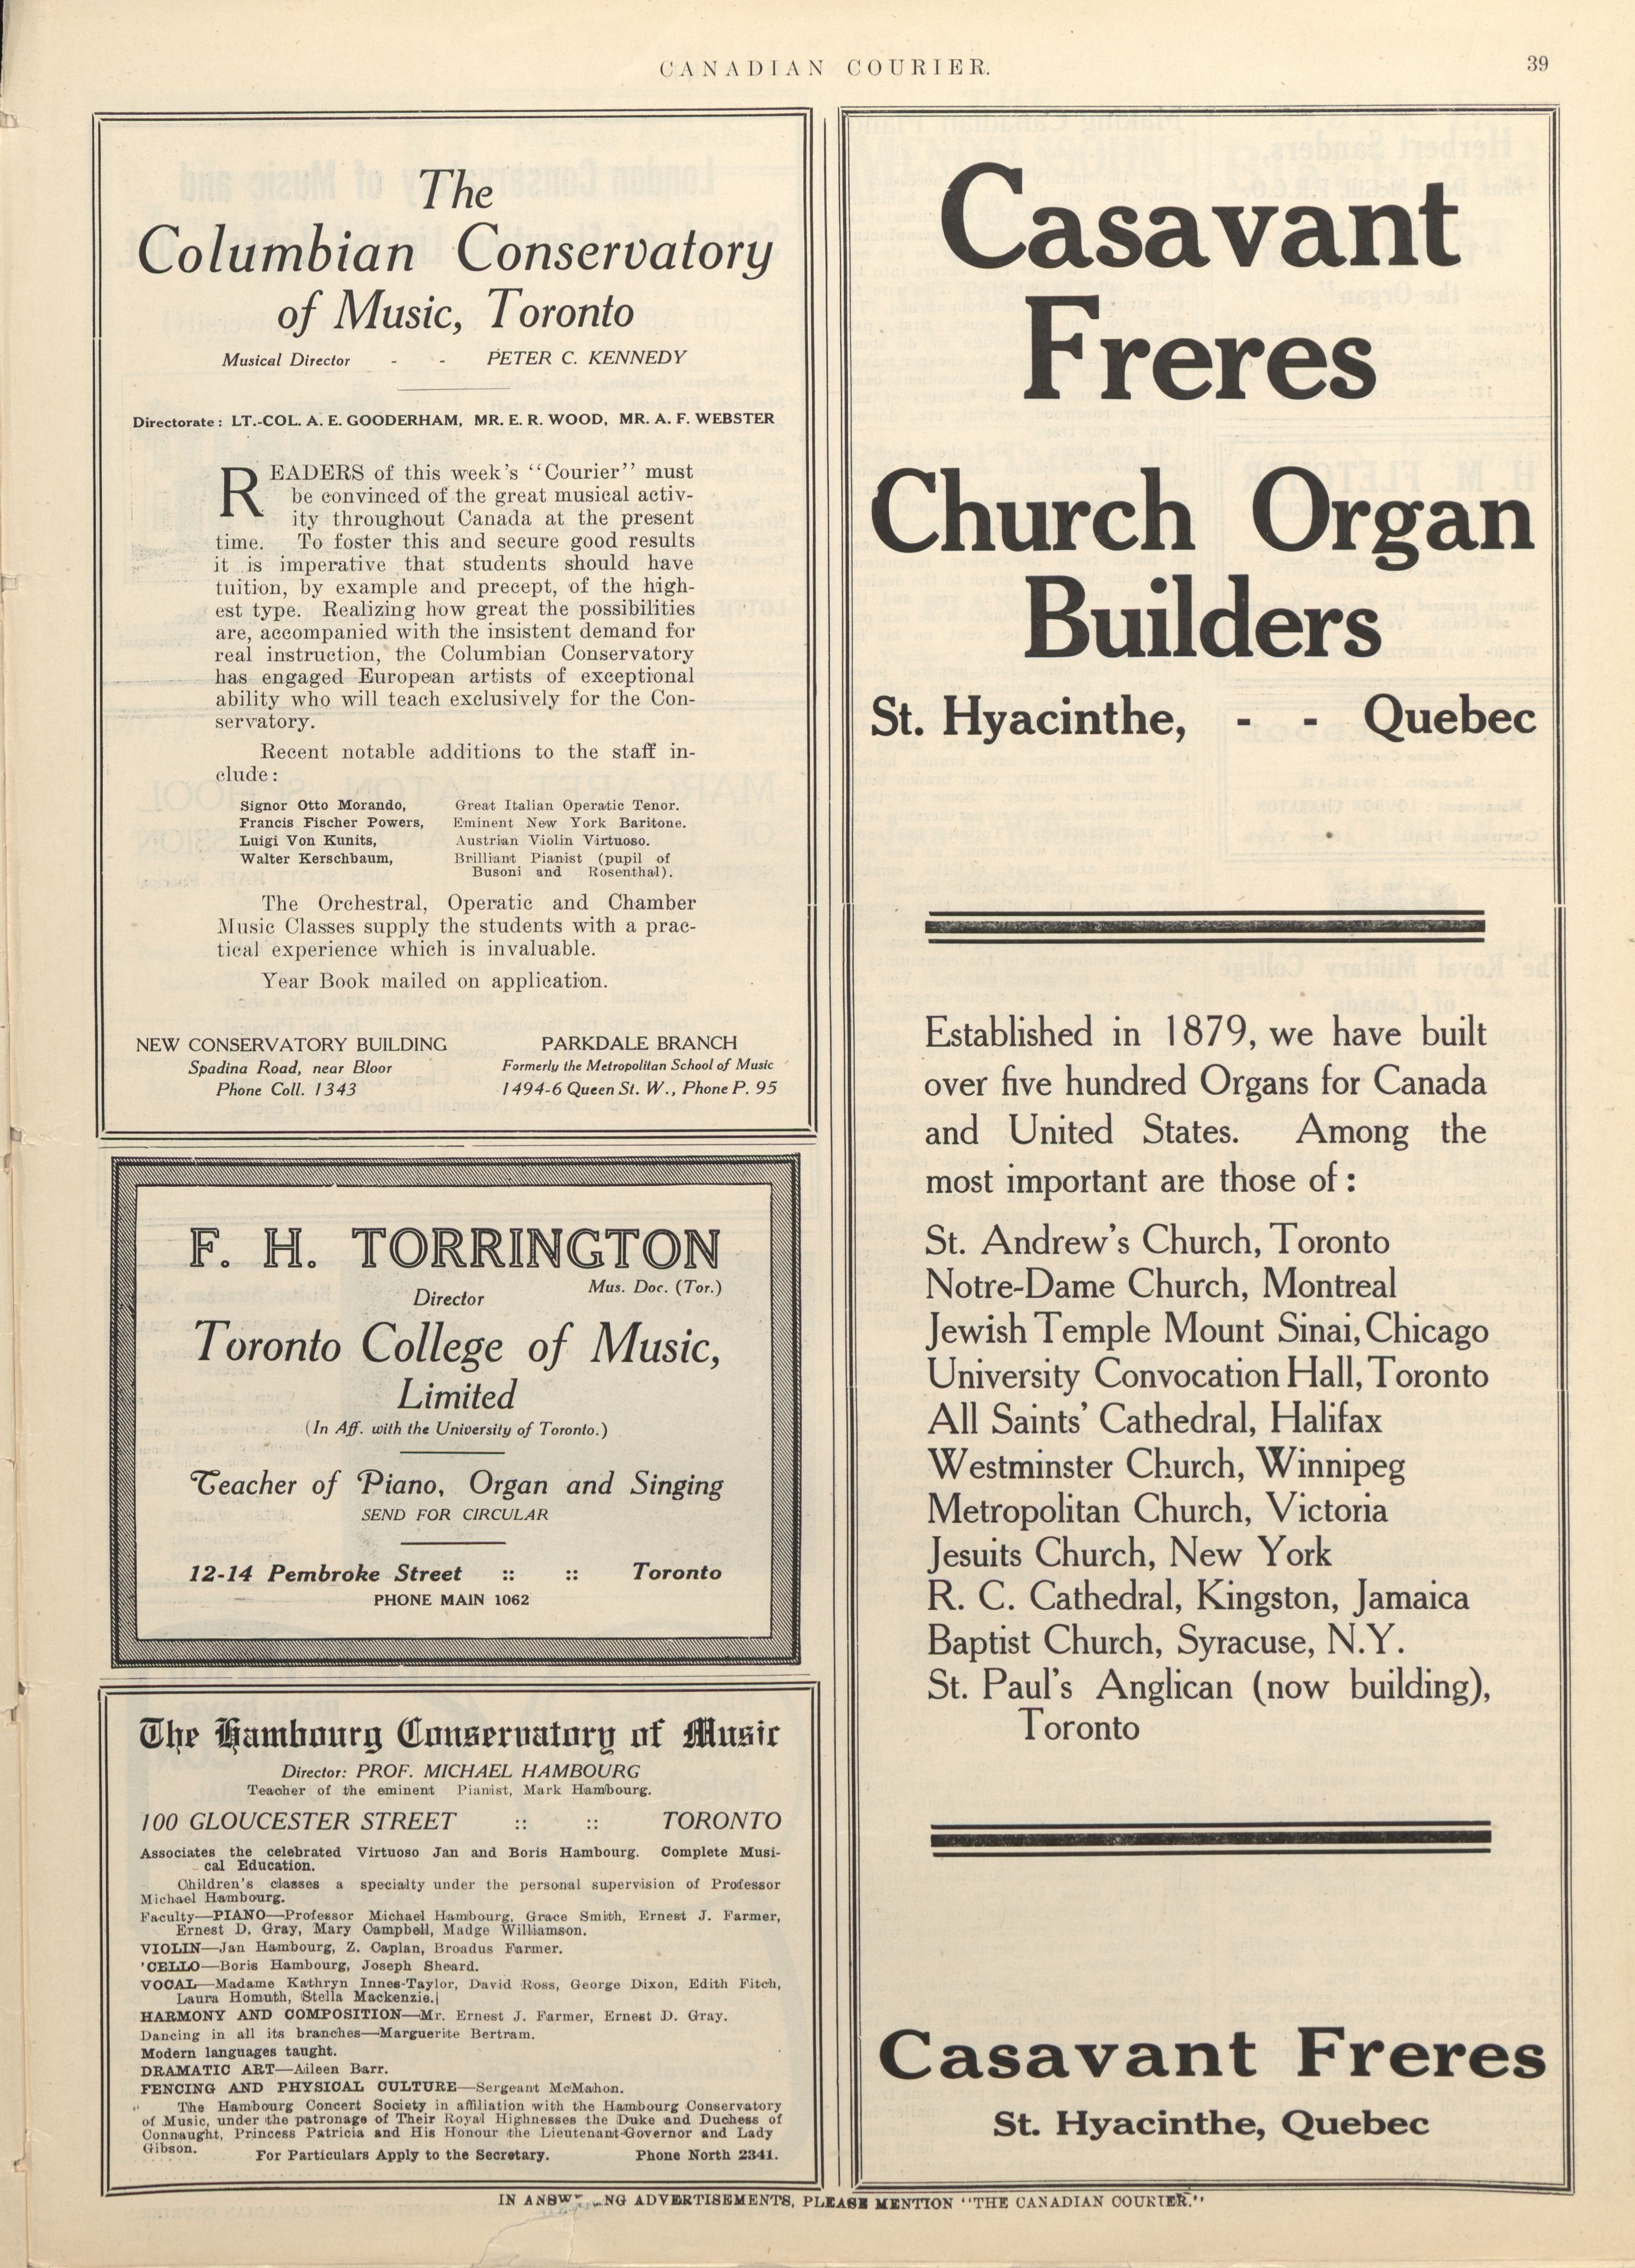 CANADIAN COURIER.
39
The
Columbian Conservatory
of Music, Toronto
Musical Director - - PETER C. KENNEDY
Directorate: LT.-COL. A. E. GOODERHAM, MR. E. R. WOOD, MR. A. F. WEBSTER
READERS of this week's "Courier" must
be convinced of the great musical activ-
ity throughout Canada at the present
time. To foster this and secure good results
it is imperative that students should have
tuition, by example and precept, of the high-
est type. Realizing how great the possibilities
are, accompanied with the insistent demand for
real instruction, the Columbian Conservatory
has engaged European artists of exceptional
ability who will teach exclusively for the Con-
servatory.
Recent notable additions to the staff in-
clude:
Signor Otto Morando, Great Italian Operatic Tenor.
Francis Fischer Powers, Eminent New York Baritone.
Luigi Von Kunits, Austrian Violin Virtuoso.
Walter Kerschbaum, Brilliant Pianist (pupil of
Busoni and Rosenthal).
The Orchestral, Operatic and Chamber
Music Classes supply the students with a prac-
tical experience which is invaluable.
Year Book mailed on application.
NEW CONSERVATORY BUILDING
Spadina Road, near Bloor
Phone Coll. 1343
PARKDALE BRANCH
Formerly the Metropolitan School of Music
1494-6 Queen St. W., Phone P. 95
F. H. TORRINGTON
Mus. Doc. (Tor.)
Director
Toronto College of Music,
Limited
(In Aff. with the University of Toronto.)
Teacher of Piano, Organ and Singing
SEND FOR CIRCULAR
12-14 Pembroke Street :: :: Toronto
PHONE MAIN 1062
The Hambourg Conservatory of Music
Director: PROF. MICHAEL HAMBOURG
Teacher of the eminent Pianist, Mark Hambourg.
100 GLOUCESTER STREET :: :: TORONTO
Associates the celebrated Virtuoso Jan and Boris Hambourg. Complete Musi-
cal Education.
Children's classes a specialty under the personal supervision of Professor
Michael Hambourg.
Faculty—PIANO—Professor Michael Hambourg, Grace Smith, Ernest J. Farmer,
Ernest D. Gray, Mary Campbell, Madge Williamson.
VIOLIN—Jan Hambourg, Z. Caplan, Broadus Farmer.
'CELLO—Boris Hambourg, Joseph Sheard.
VOCAL—Madame Kathryn Innes-Taylor, David Ross, George Dixon, Edith Fitch,
Laura Homuth, Stella Mackenzie.
HARMONY AND COMPOSITION—Mr. Ernest J. Farmer, Ernest D. Gray.
Dancing in all its branches—Marguerite Bertram.
Modern languages taught.
DRAMATIC ART—Aileen Barr.
FENCING AND PHYSICAL CULTURE—Sergeant McMahon.
The Hambourg Concert Society in affiliation with the Hambourg Conservatory
of Music, under the patronage of Their Royal Highnesses the Duke and Duchess of
Connaught, Princess Patricia and His Honour the Lieutenant-Governor and Lady
Gibson.
For Particulars Apply to the Secretary. Phone North 2341.
Casavant
Freres
Church Organ
Builders
St. Hyacinthe, - - Quebec
Established in 1879, we have built
over five hundred Organs for Canada
and United States. Among the
most important are those of:
St. Andrew's Church, Toronto
Notre-Dame Church, Montreal
Jewish Temple Mount Sinai, Chicago
University Convocation Hall, Toronto
All Saints' Cathedral, Halifax
Westminster Church, Winnipeg
Metropolitan Church, Victoria
Jesuits Church, New York
R. C. Cathedral, Kingston, Jamaica
Baptist Church, Syracuse, N.Y.
St. Paul's Anglican (now building),
Toronto
Casavant Freres
St. Hyacinthe, Quebec
IN ADVERTISEMENTS, PLEASE MENTION "THE CANADIAN COURIER."